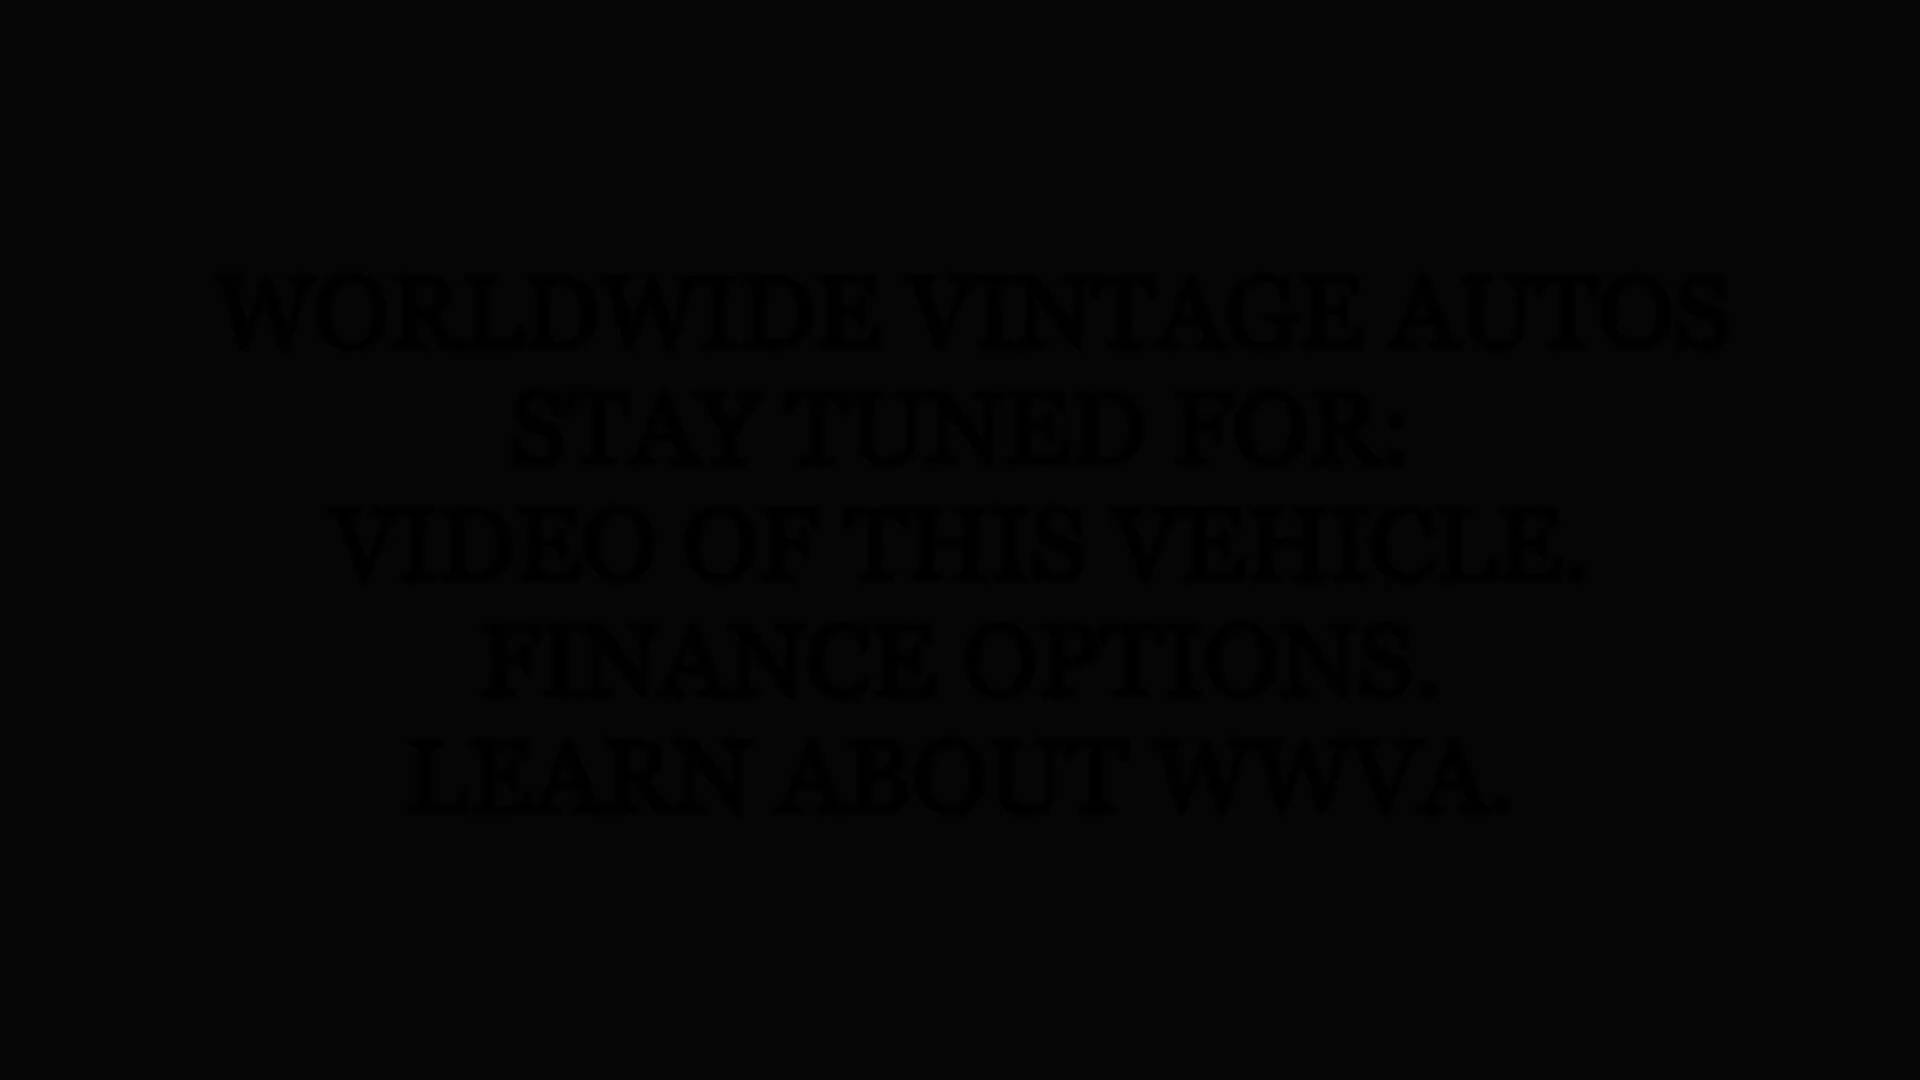 WORLDWIDE VINTAGE AUTOS
STAY TUNED FOR:
VIDEO OF THIS VEHICLE.
FINANCE OPTIONS.
LEARN ABOUT WWVA.